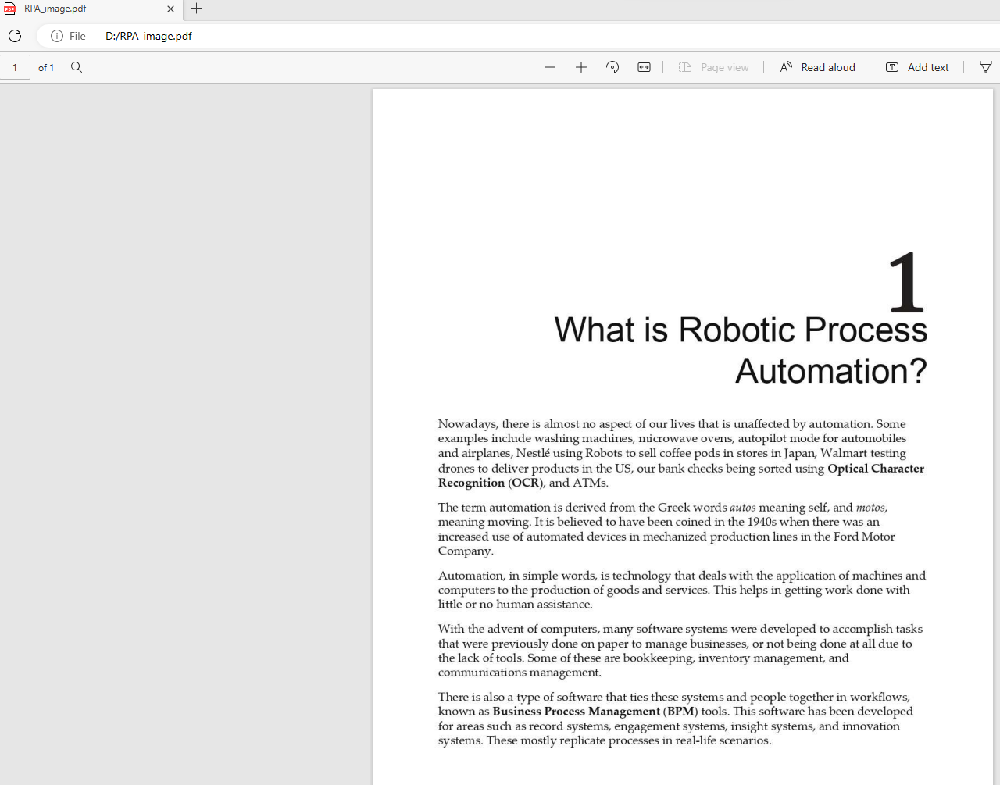 RPA_image.pdf
File D:/RPA_image.pdf
1 of 1 Page view Read aloud Add text
1
What is Robotic Process
Automation?
Nowadays, there is almost no aspect of our lives that is unaffected by automation. Some
examples include washing machines, microwave ovens, autopilot mode for automobiles
and airplanes, Nestlé using Robots to sell coffee pods in stores in Japan, Walmart testing
drones to deliver products in the US, our bank checks being sorted using Optical Character
Recognition (OCR), and ATMs.
The term automation is derived from the Greek words autos meaning self, and motos,
meaning moving. It is believed to have been coined in the 1940s when there was an
increased use of automated devices in mechanized production lines in the Ford Motor
Company.
Automation, in simple words, is technology that deals with the application of machines and
computers to the production of goods and services. This helps in getting work done with
little or no human assistance.
With the advent of computers, many software systems were developed to accomplish tasks
that were previously done on paper to manage businesses, or not being done at all due to
the lack of tools. Some of these are bookkeeping, inventory management, and
communications management.
There is also a type of software that ties these systems and people together in workflows,
known as Business Process Management (BPM) tools. This software has been developed
for areas such as record systems, engagement systems, insight systems, and innovation
systems. These mostly replicate processes in real-life scenarios.